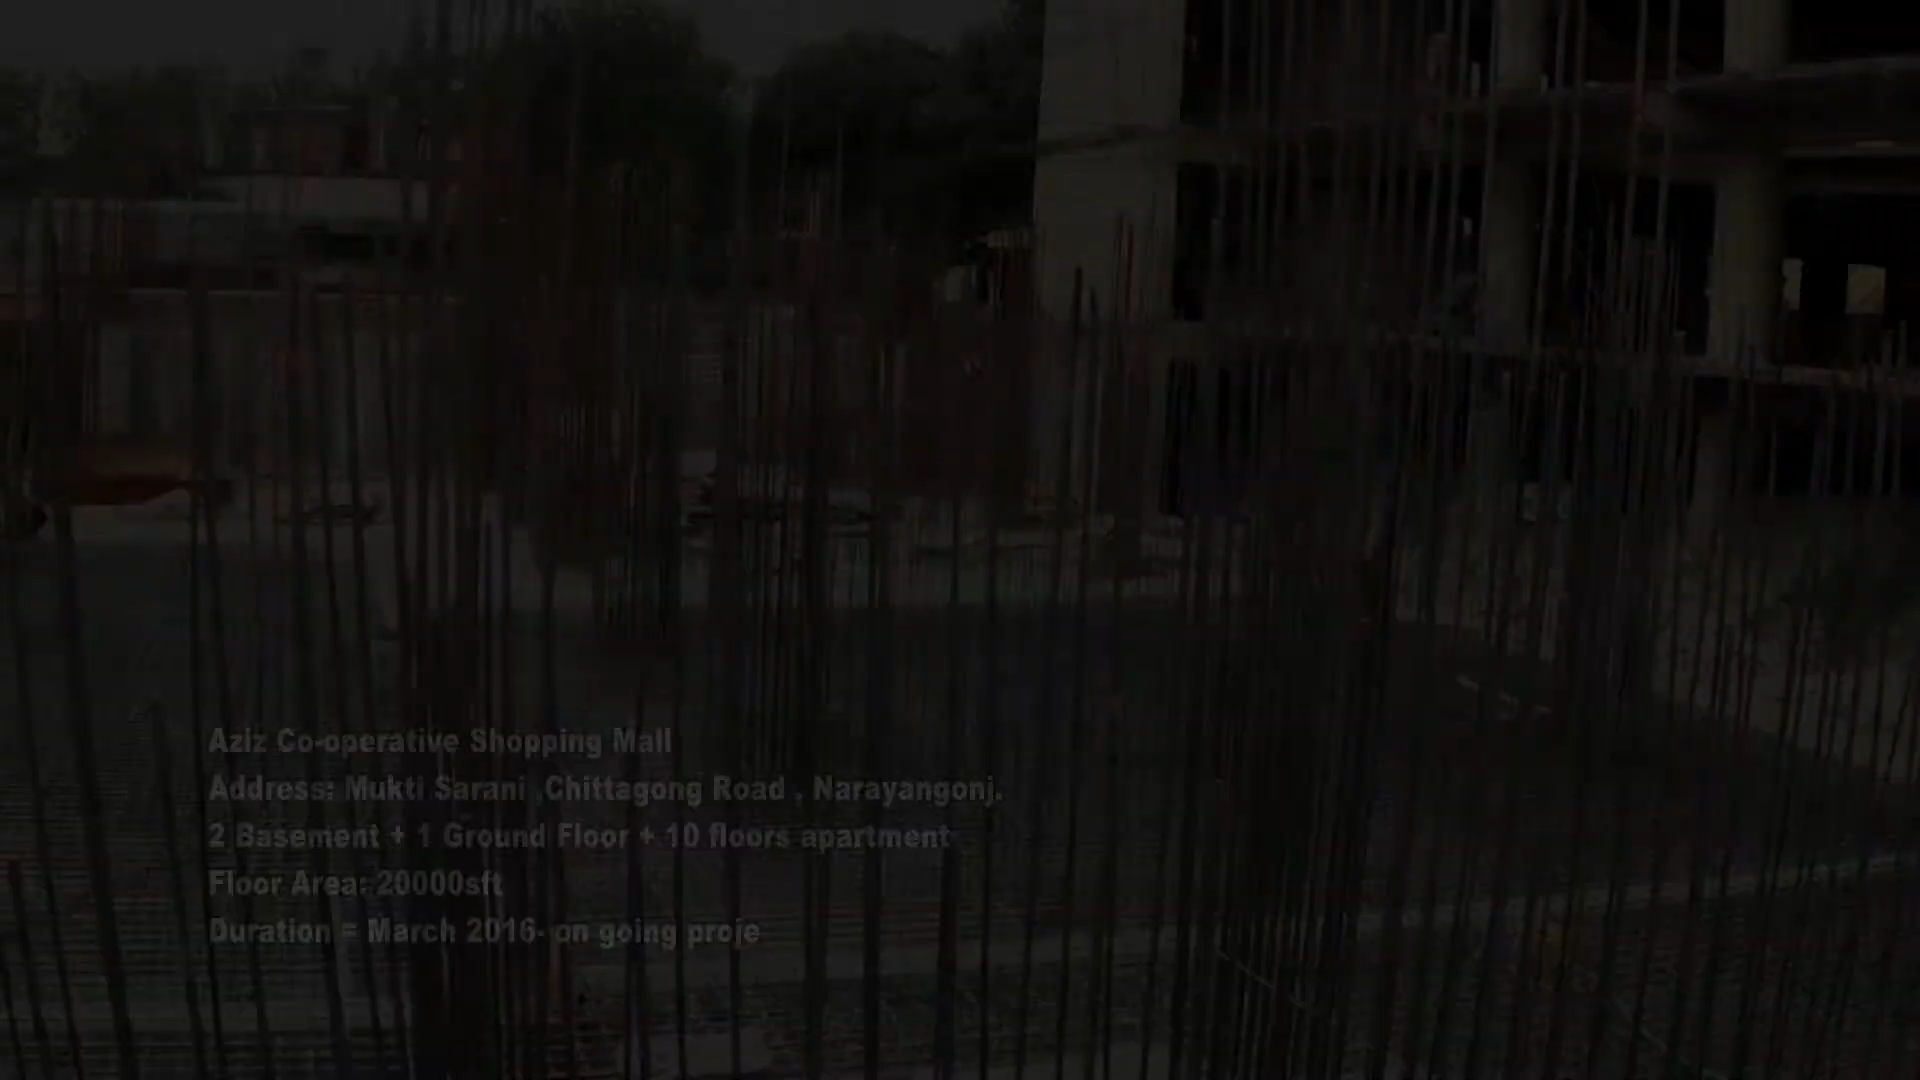 Aziz Co-operative Shopping Mall
Address: Mukti Sarani ,Chittagong Road , Narayangonj.
2 Basement + 1 Ground Floor + 10 floors apartment
Floor Area: 20000sft
Duration = March 2016- on going proje